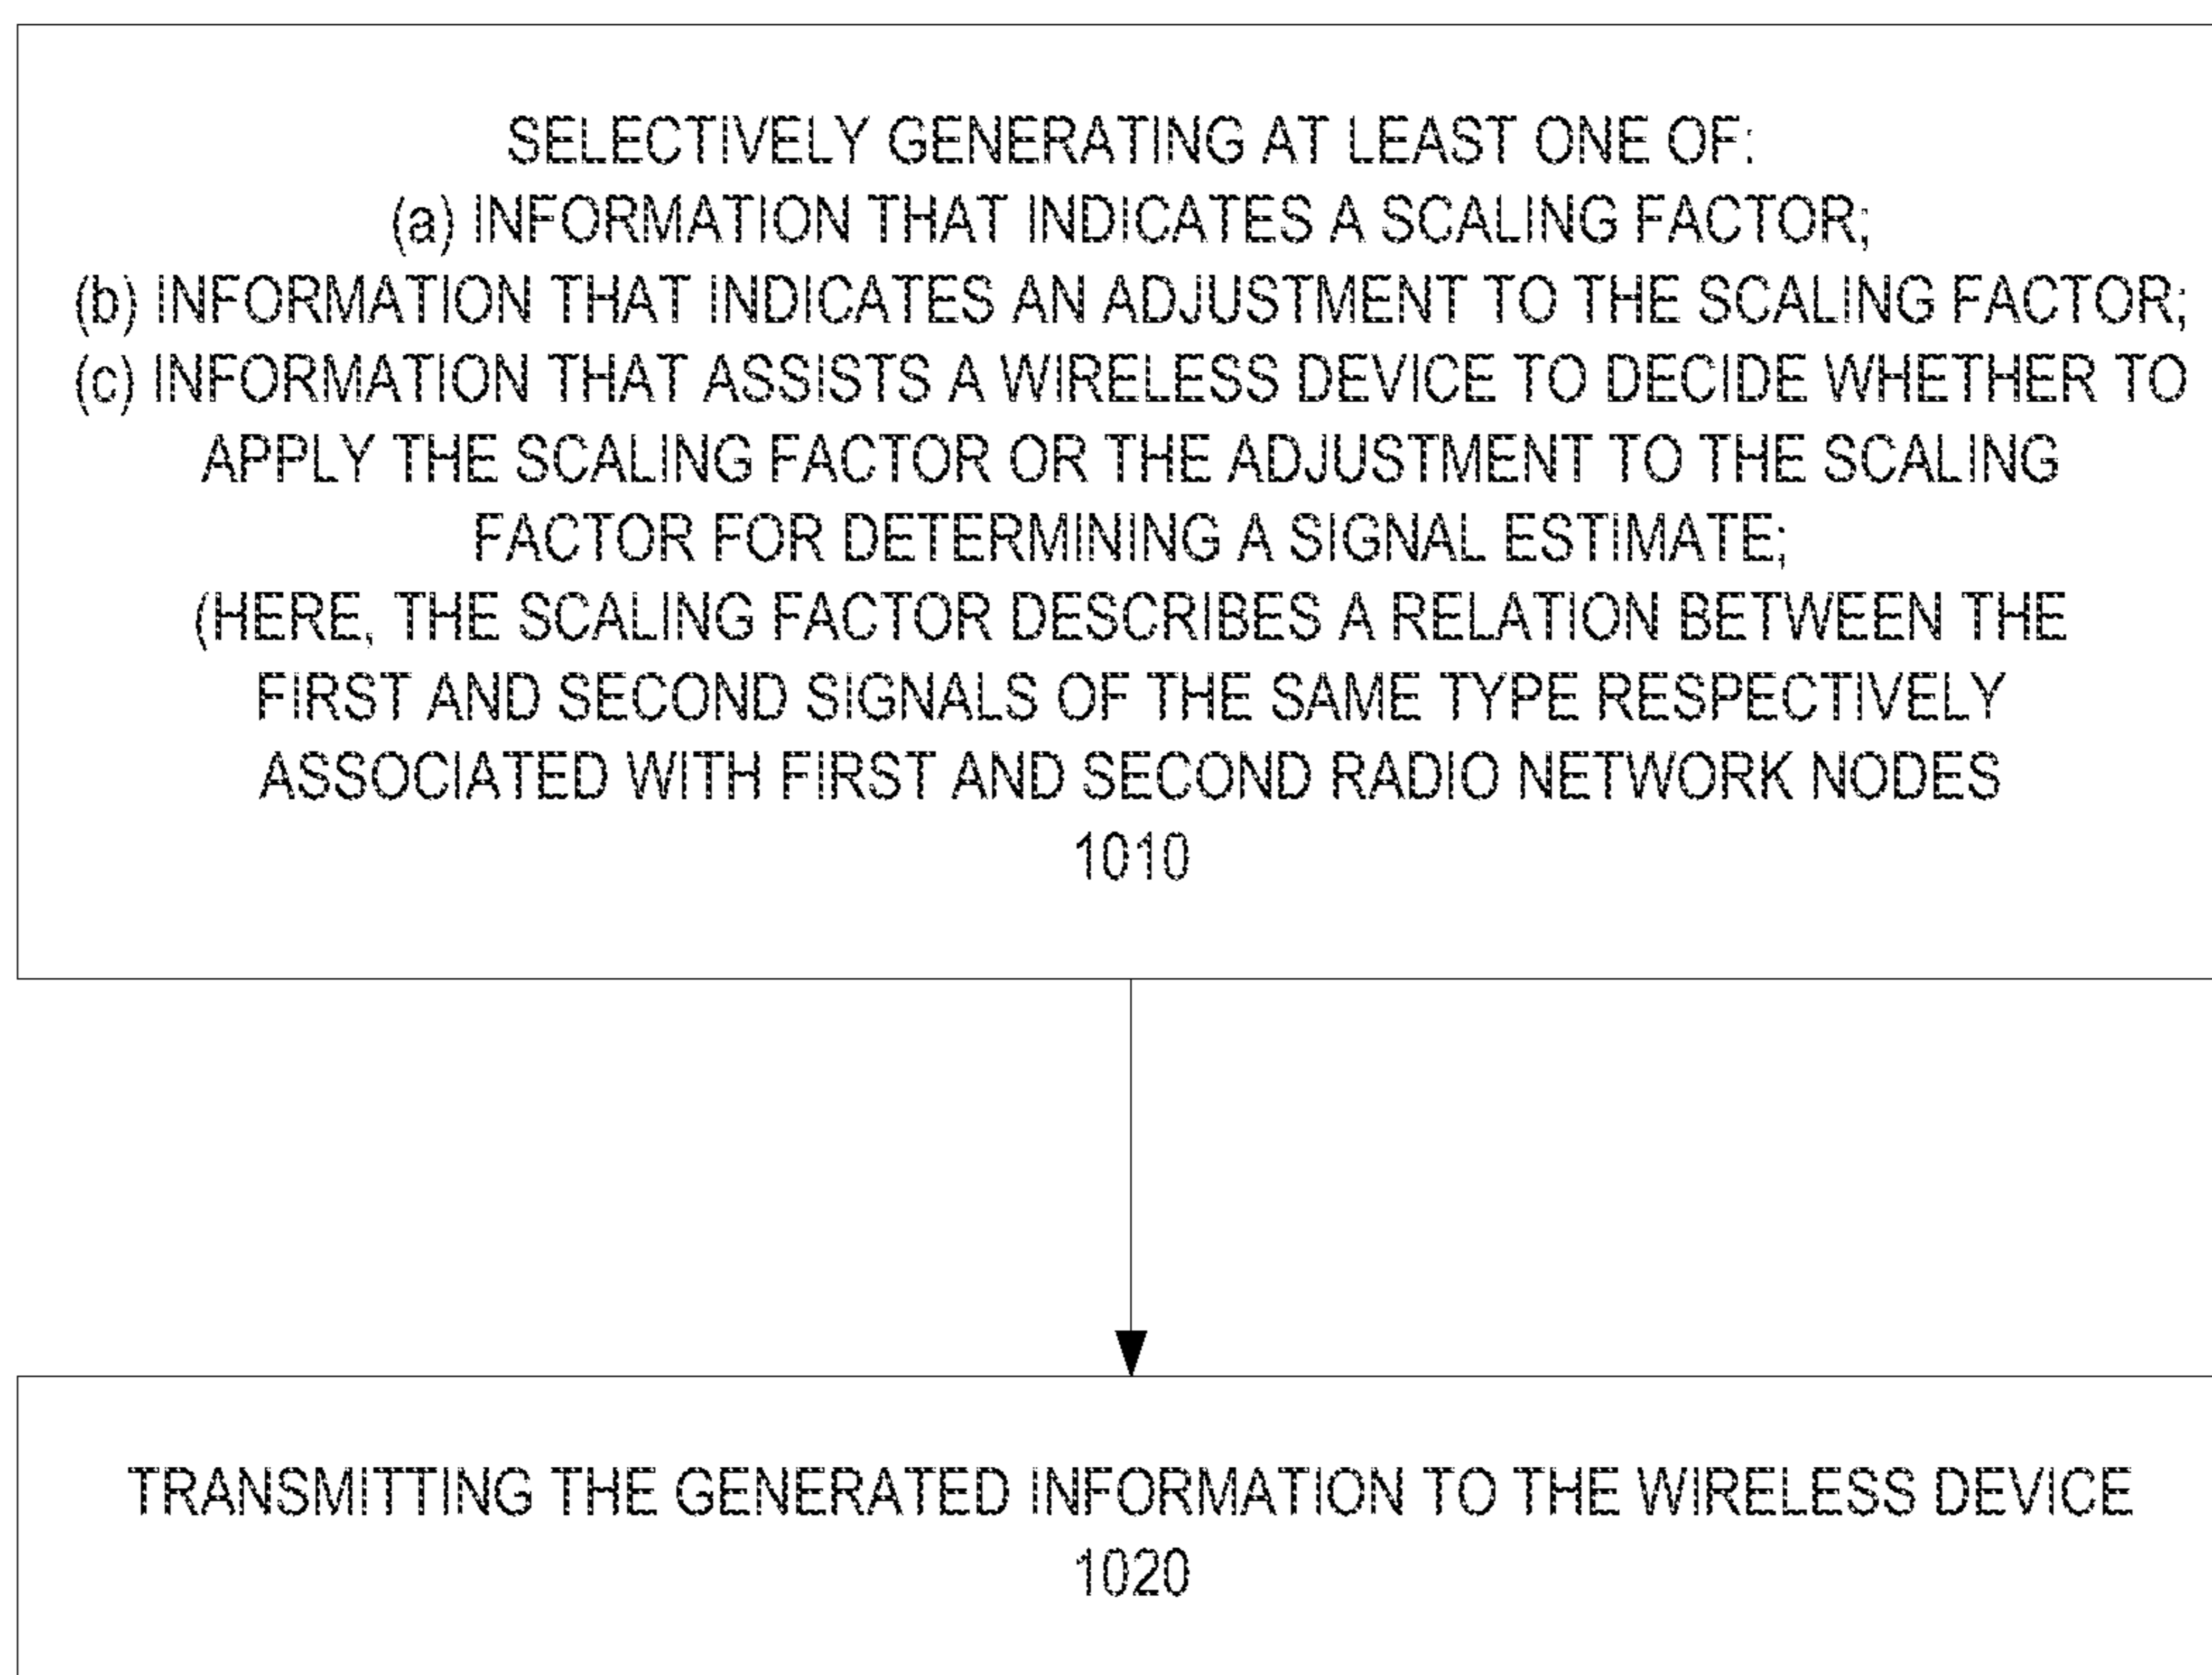 SELECTIVELY GENERATING AT LEAST ONE OF:
(a) INFORMATION THAT INDICATES A SCALING FACTOR;
(b) INFORMATION THAT INDICATES AN ADJUSTMENT TO THE SCALING FACTOR;
(c) INFORMATION THAT ASSISTS A WIRELESS DEVICE TO DECIDE WHETHER TO
APPLY THE SCALING FACTOR OR THE ADJUSTMENT TO THE SCALING
FACTOR FOR DETERMINING A SIGNAL ESTIMATE;
(HERE, THE SCALING FACTOR DESCRIBES A RELATION BETWEEN THE
FIRST AND SECOND SIGNALS OF THE SAME TYPE RESPECTIVELY
ASSOCIATED WITH FIRST AND SECOND RADIO NETWORK NODES
1010
TRANSMITTING THE GENERATED INFORMATION TO THE WIRELESS DEVICE
1020